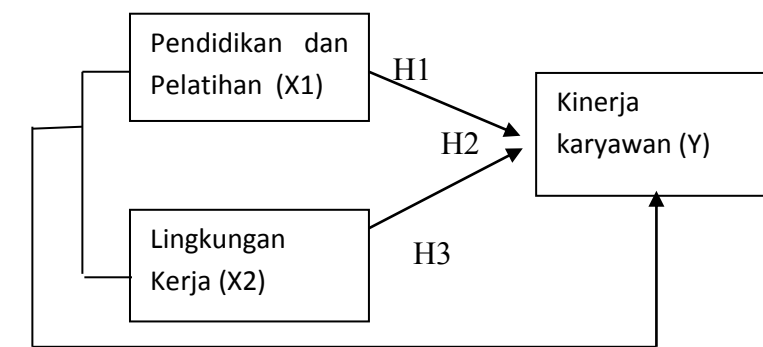 Pendidikan dan
Pelatihan (X1)
H1
Kinerja
karyawan (Y)
H2
Lingkungan
Kerja (X2)
H3